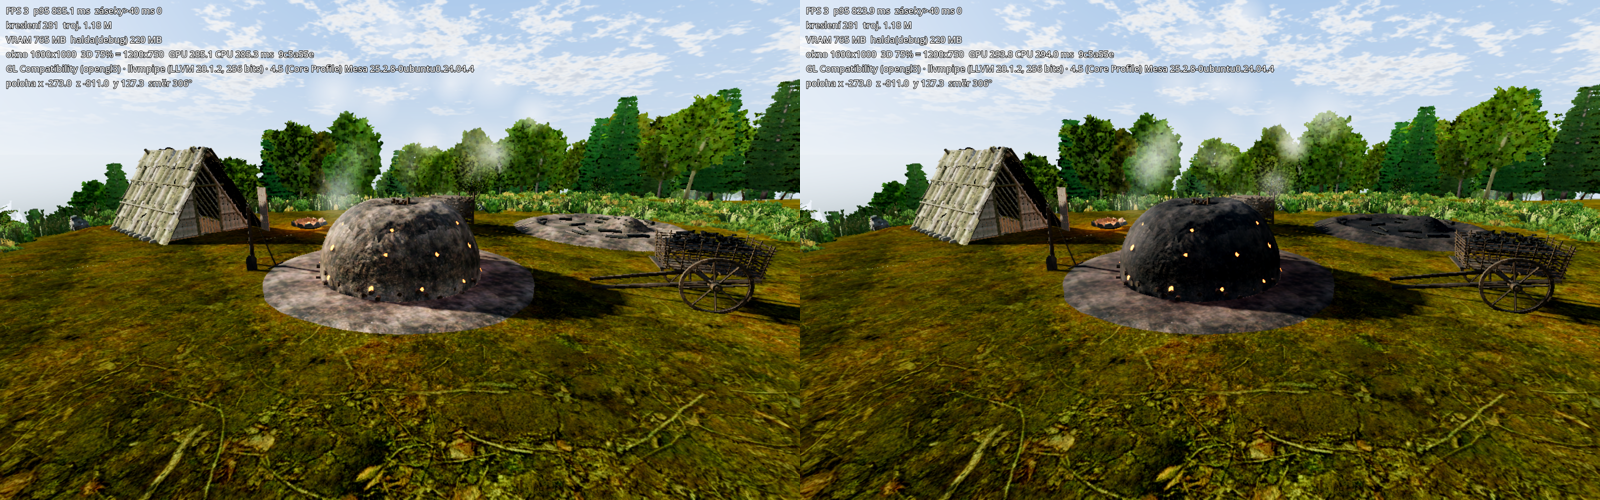 FPS 3 p95 835.1 ms záseky>40 ms 0
kreslení 281 troj. 1.18 M
VRAM 765 MB halda(debug) 220 MB
okno 1600x1000 3D 75% = 1200x750 GPU 285.1 CPU 285.3 ms 9c5a55e
GL Compatibility (opengl3) · llvmpipe (LLVM 20.1.2, 256 bits) · 4.5 (Core Profile) Mesa 25.2.8-0ubuntu0.24.04.4
poloha x -273.0 z -811.0 y 127.3 směr 306°
FPS 3 p95 823.9 ms záseky>40 ms 0
kreslení 281 troj. 1.18 M
VRAM 765 MB halda(debug) 220 MB
okno 1600x1000 3D 75% = 1200x750 GPU 293.8 CPU 294.0 ms 9c5a55e
GL Compatibility (opengl3) · llvmpipe (LLVM 20.1.2, 256 bits) · 4.5 (Core Profile) Mesa 25.2.8-0ubuntu0.24.04.4
poloha x -273.0 z -811.0 y 127.3 směr 306°